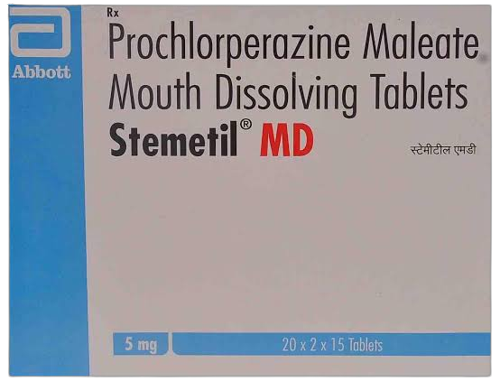 Rx
Prochlorperazine Maleate
Mouth Dissolving Tablets
Stemetil® MD
स्टेमीटील एमडी
Abbott
5 mg
20 x 2 x 15 Tablets